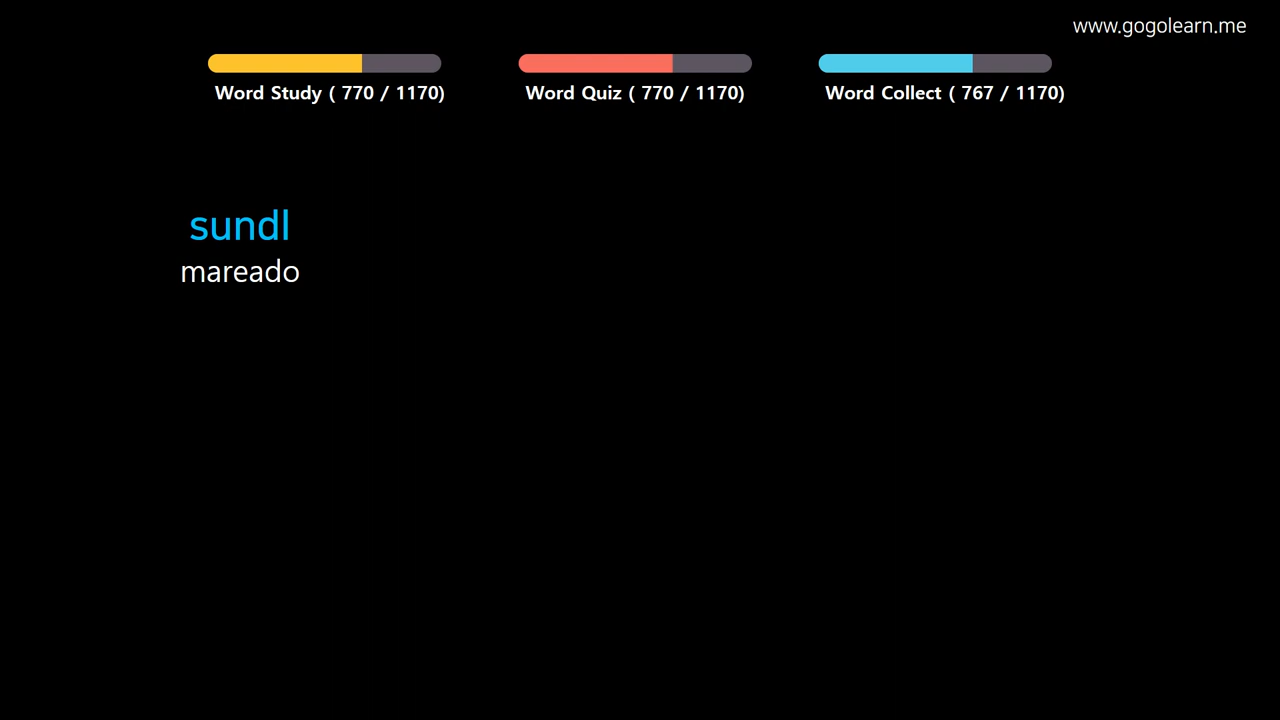 www.gogolearn.me
Word Study ( 770 / 1170)
Word Quiz ( 770 / 1170)
Word Collect ( 767 / 1170)
sundl
mareado